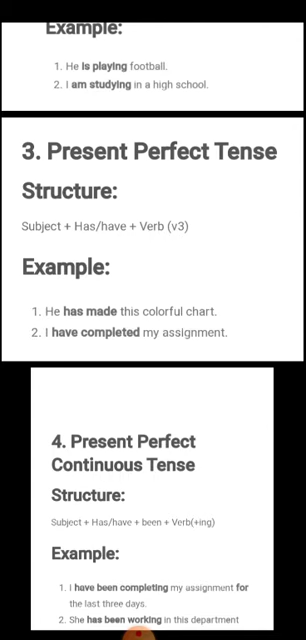 Example:
1. He is playing football.
2. I am studying in a high school.
3. Present Perfect Tense
Structure:
Subject + Has/have + Verb (v3)
Example:
1. He has made this colorful chart.
2. I have completed my assignment.
4. Present Perfect
Continuous Tense
Structure:
Subject + Has/have + been + Verb(+ing)
Example:
1. I have been completing my assignment for
the last three days.
2. She has been working in this department